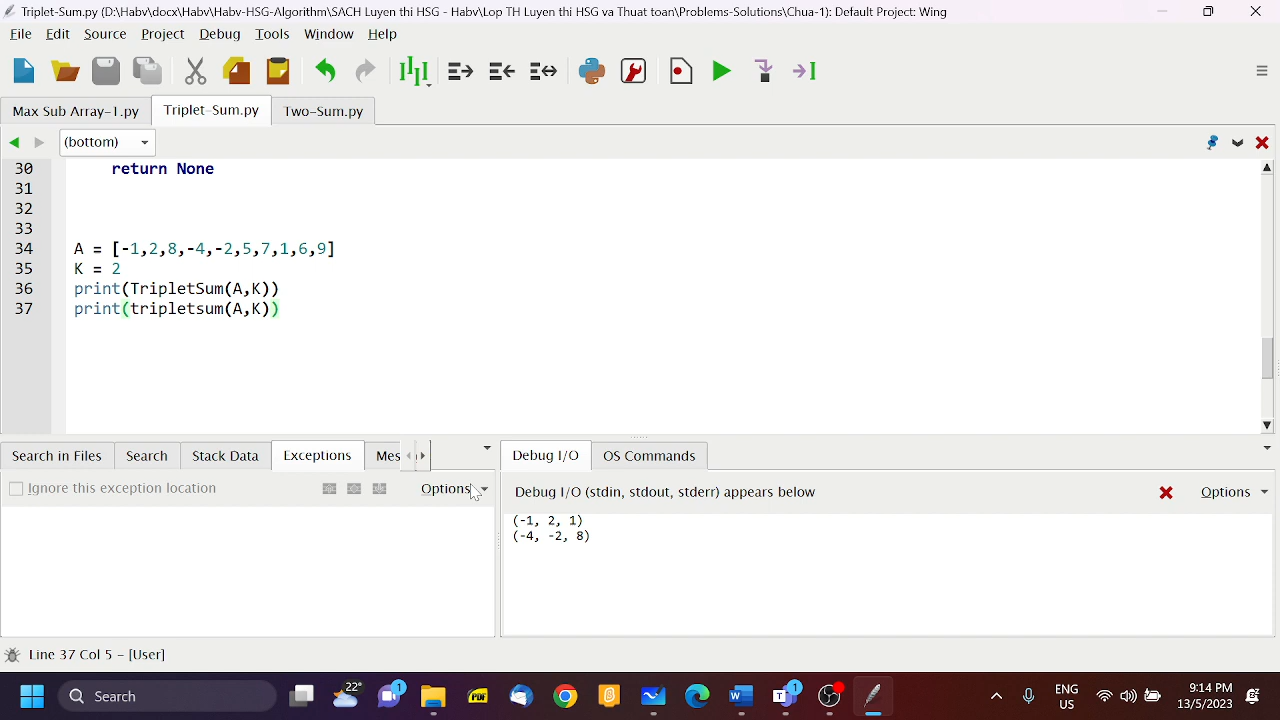 Triplet-Sum.py (D:\Habv\docx\Habv\Habv-HSG-Algorithm\SACH Luyen thi HSG - Habv\Lop TH Luyen thi HSG va Thuat toan\Problems-Solutions\Chua-1): Default Project: Wing
File Edit Source Project Debug Tools Window Help
Max Sub Array-1.py Triplet-Sum.py Two-Sum.py
(bottom)
30 return None
31
32
33
34 A = [-1,2,8,-4,-2,5,7,1,6,9]
35 K = 2
36 print(TripletSum(A,K))
37 print(tripletsum(A,K))
Search in Files Search Stack Data Exceptions Mes Debug I/O OS Commands
Ignore this exception location Options Debug I/O (stdin, stdout, stderr) appears below Options
(-1, 2, 1)
(-4, -2, 8)
Line 37 Col 5 - [User]
Search 22° 1 PDF 1 ENG US 9:14 PM 13/5/2023